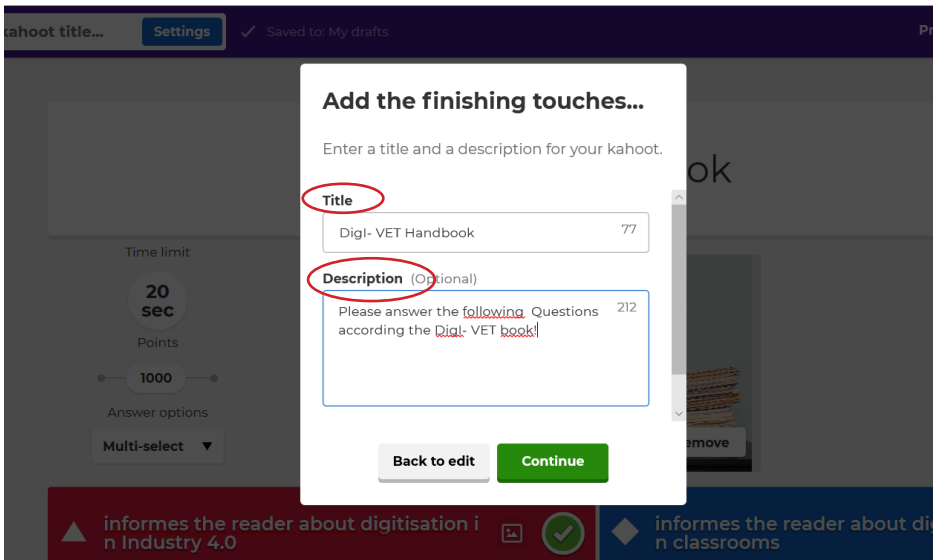 kahoot title... Settings Saved to: My drafts
Add the finishing touches...
Enter a title and a description for your kahoot.
ok
Title
DigI- VET Handbook 77
Description (Optional)
Please answer the following Questions 212
according the DigI- VET book!
Time limit
20
sec
Points
1000
Answer options
Multi-select
emove
Back to edit Continue
informes the reader about digitisation i
n Industry 4.0
informes the reader about di
n classrooms